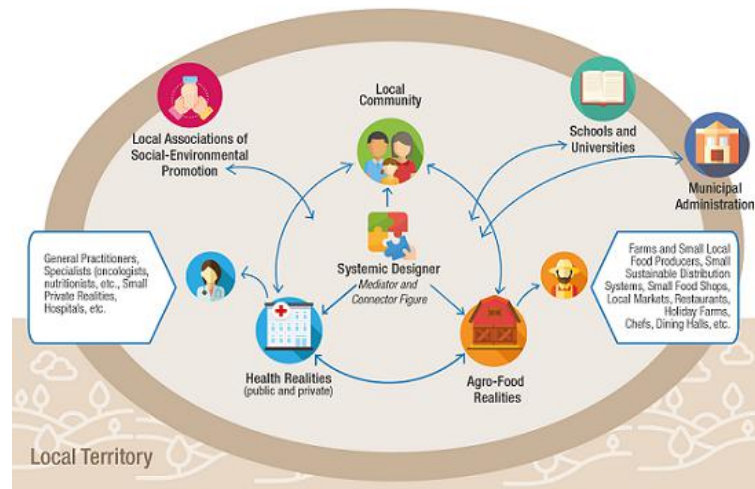 Local
Community
Local Associations of
Social-Environmental
Promotion
Schools and
Universities
Municipal
Administration
General Practitioners,
Specialists (oncologists,
nutritionists, etc., Small
Private Realities,
Hospitals, etc.
Systemic Designer
Mediator and
Connector Figure
Farms and Small Local
Food Producers, Small
Sustainable Distribution
Systems, Small Food Shops,
Local Markets, Restaurants,
Holiday Farms,
Chefs, Dining Halls, etc.
Health Realities
(public and private)
Agro-Food
Realities
Local Territory